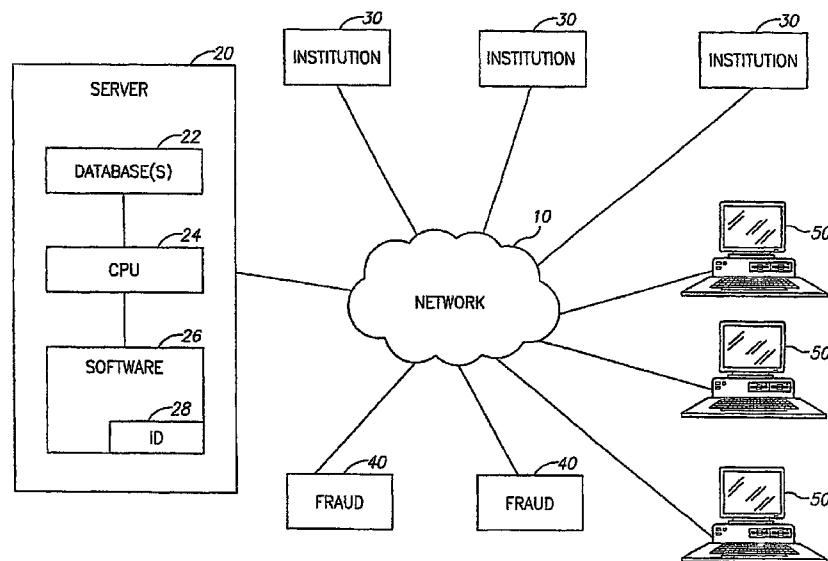 20
SERVER
22
DATABASE(S)
24
CPU
26
SOFTWARE
28
ID
30
INSTITUTION
30
INSTITUTION
30
INSTITUTION
10
NETWORK
50
50
50
40
FRAUD
40
FRAUD